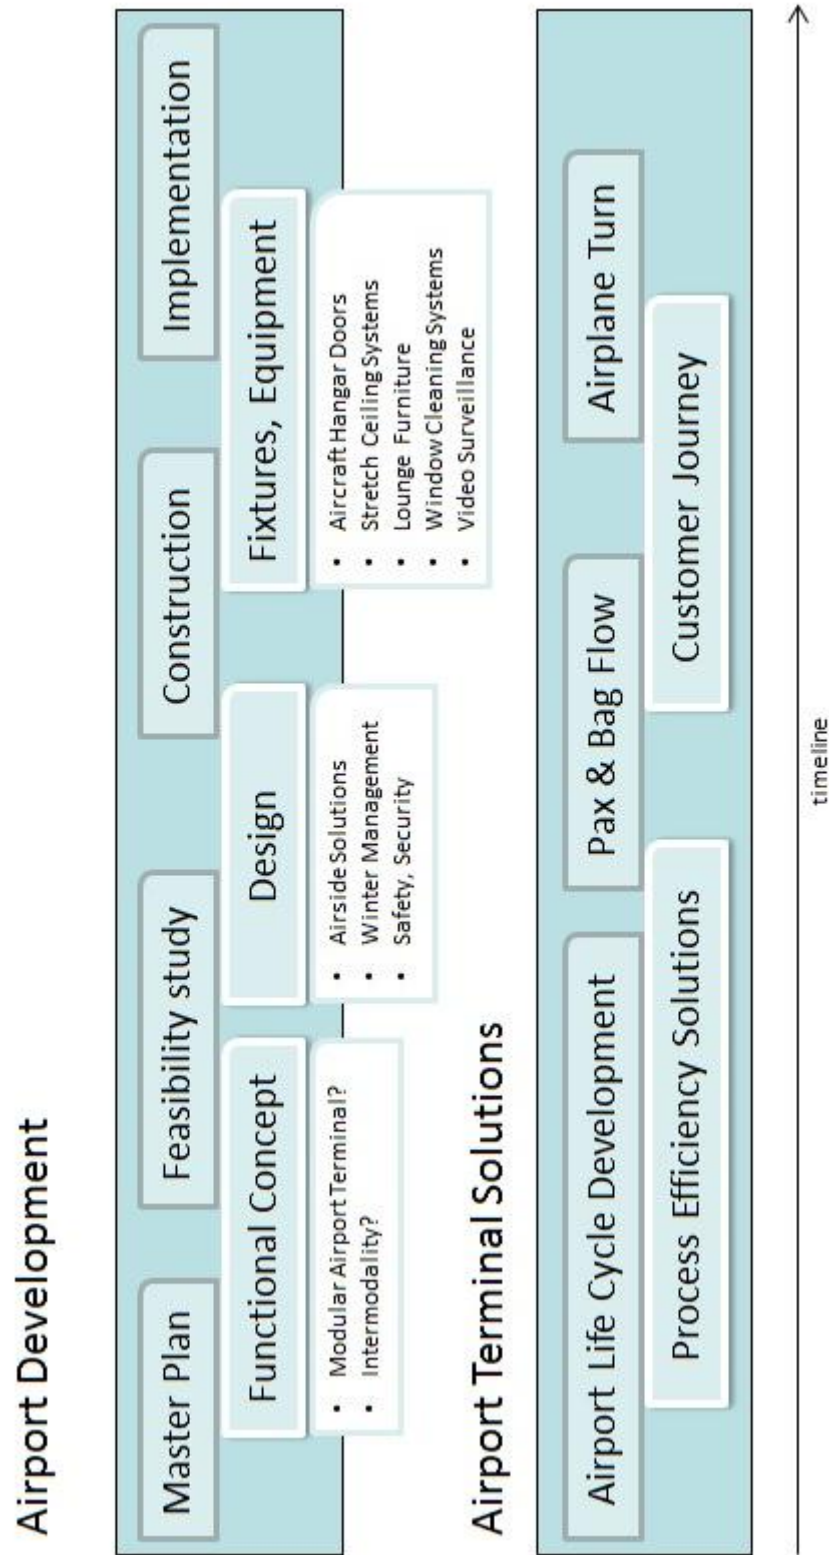 Airport Development
Master Plan
Feasibility study
Construction
Implementation
Functional Concept
Design
Fixtures, Equipment
• Modular Airport Terminal?
• Intermodality?
• Airside Solutions
• Winter Management
• Safety, Security
• Aircraft Hangar Doors
• Stretch Ceiling Systems
• Lounge Furniture
• Window Cleaning Systems
• Video Surveillance
Airport Terminal Solutions
Airport Life Cycle Development
Pax & Bag Flow
Airplane Turn
Process Efficiency Solutions
Customer Journey
timeline